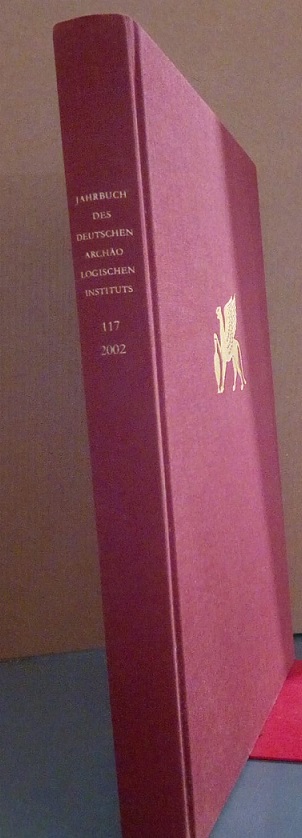 JAHRBUCH
DES
DEUTSCHEN
ARCHÄO
LOGISCHEN
INSTITUTS
117
2002